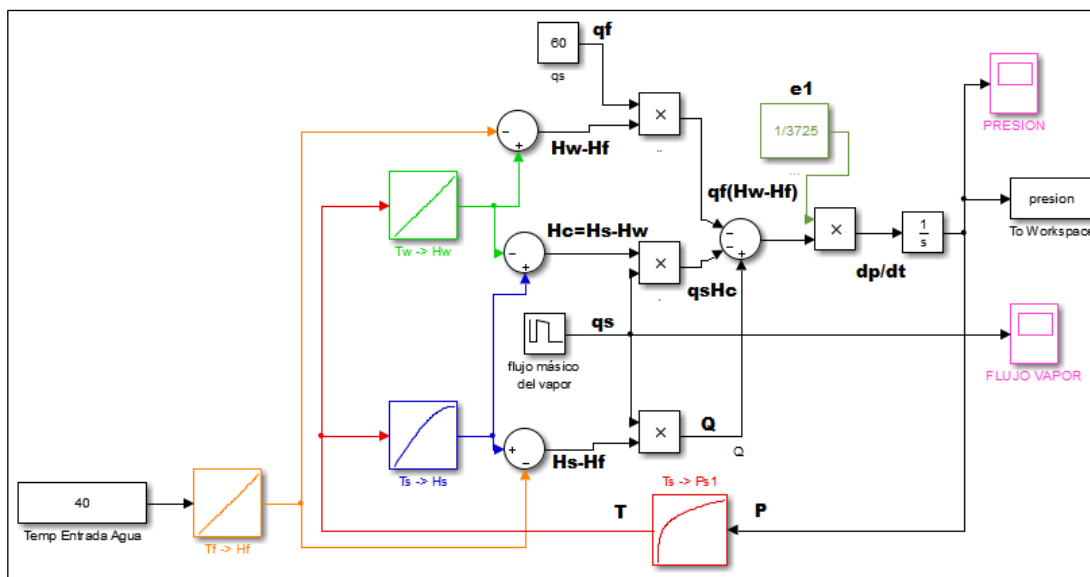 qf
60
qs
×
..
e1
1/3725
...
PRESION
Hw-Hf
Tw -> Hw
qf(Hw-Hf)
×
1
s
presion
To Workspace
Hc=Hs-Hw
×
.
qsHc
dp/dt
qs
flujo másico
del vapor
FLUJO VAPOR
Ts -> Hs
×
Q
Q
Hs-Hf
40
Temp Entrada Agua
Tf -> Hf
T
Ts -> Ps1
P